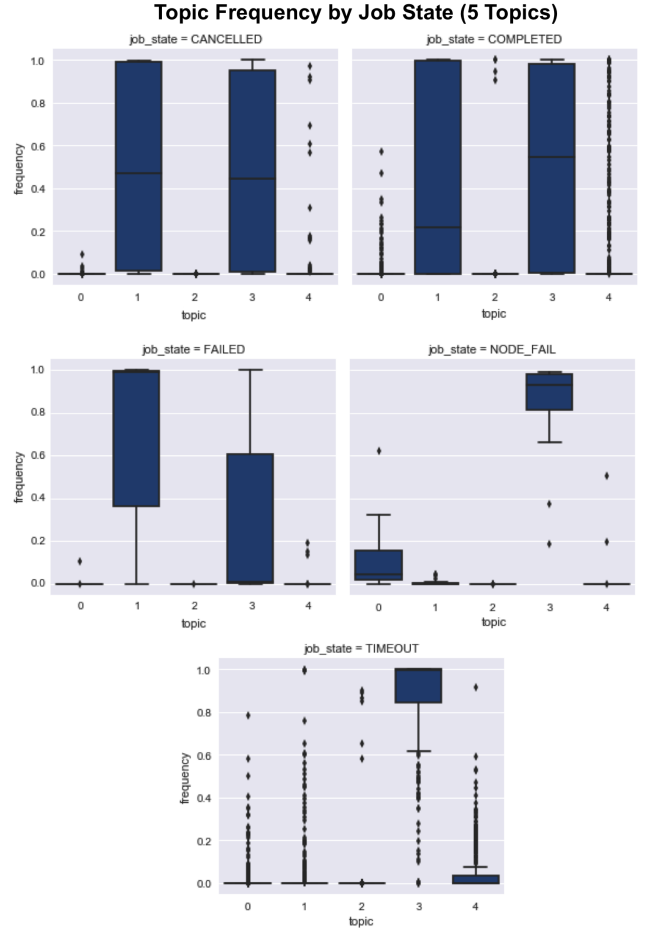 Topic Frequency by Job State (5 Topics)
job_state = CANCELLED
1.0
0.8
0.6
0.4
0.2
0.0
frequency
0 1 2 3 4
topic
job_state = COMPLETED
0 1 2 3 4
topic
job_state = FAILED
1.0
0.8
0.6
0.4
0.2
0.0
frequency
0 1 2 3 4
topic
job_state = NODE_FAIL
0 1 2 3 4
topic
job_state = TIMEOUT
1.0
0.8
0.6
0.4
0.2
0.0
frequency
0 1 2 3 4
topic